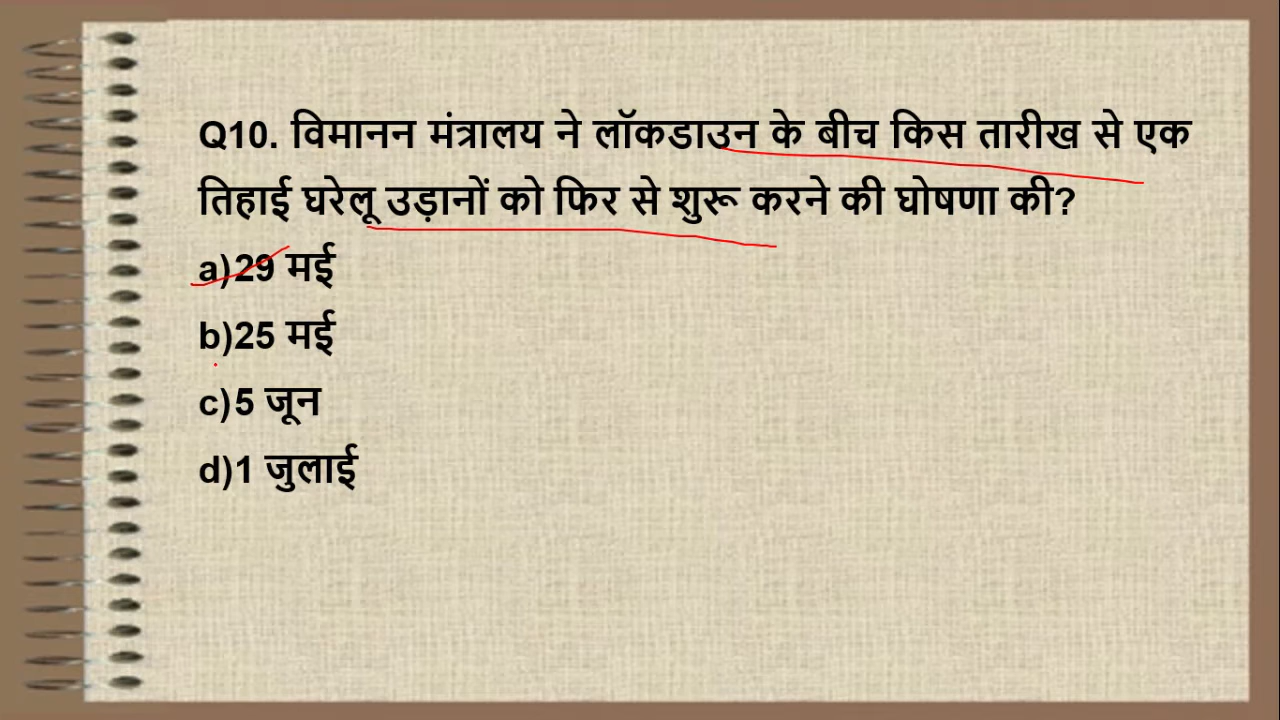 Q10. विमानन मंत्रालय ने लॉकडाउन के बीच किस तारीख से एक
तिहाई घरेलू उड़ानों को फिर से शुरू करने की घोषणा की?
a)29 मई
b)25 मई
c)5 जून
d)1 जुलाई